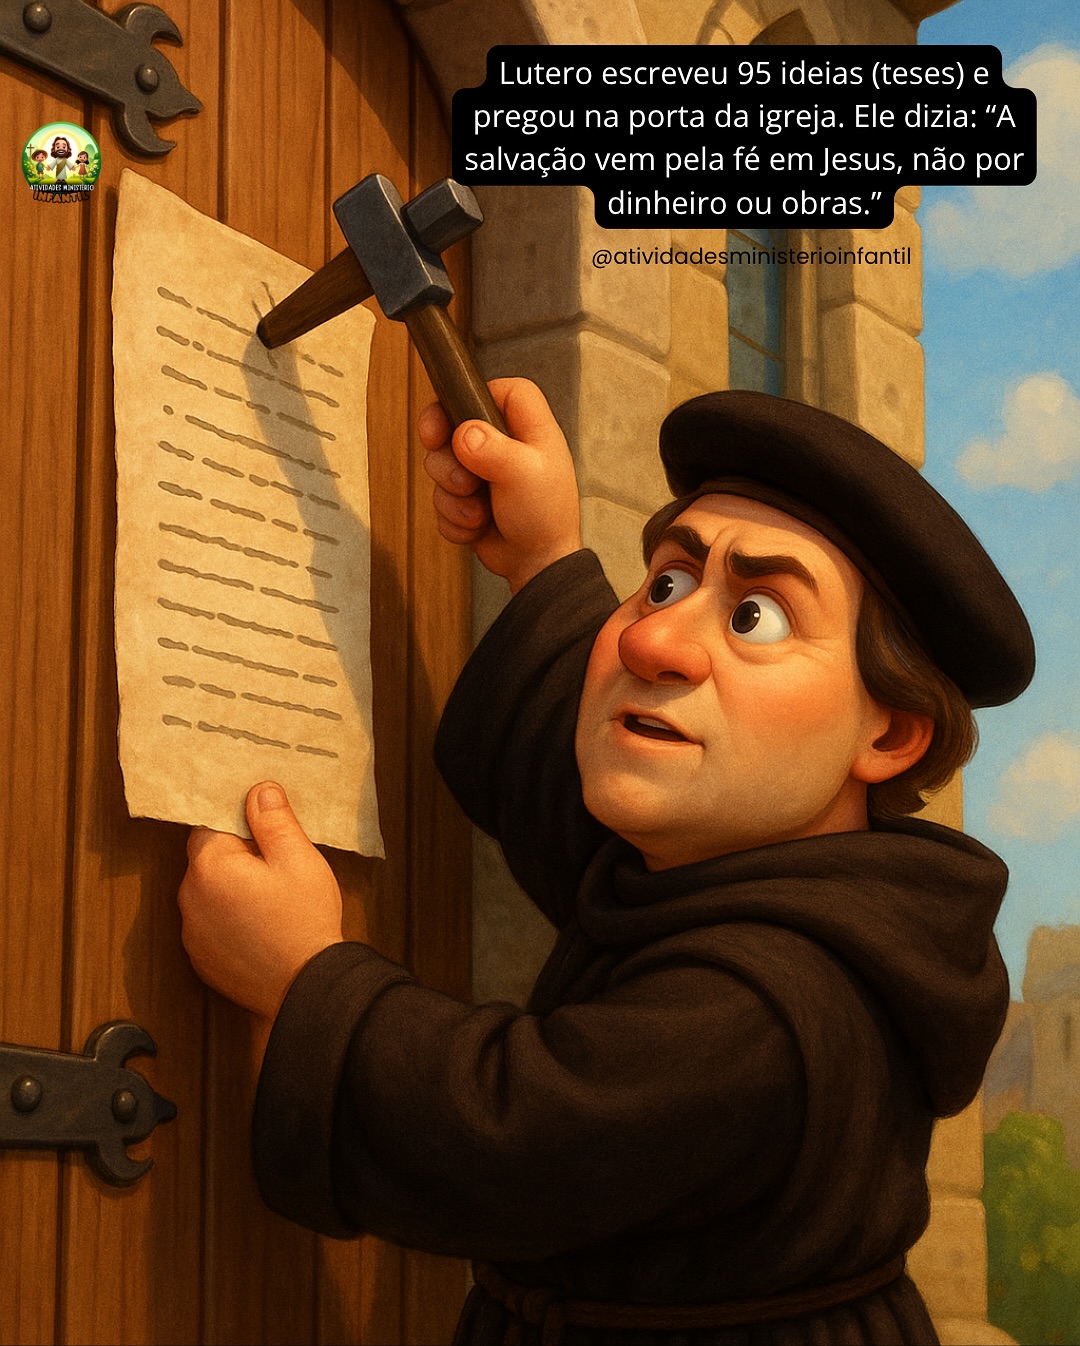 Lutero escreveu 95 ideias (teses) e
pregou na porta da igreja. Ele dizia: “A
salvação vem pela fé em Jesus, não por
dinheiro ou obras.”
@atividadesministerioinfantil
ATIVIDADES MINISTÉRIO
INFANTIL